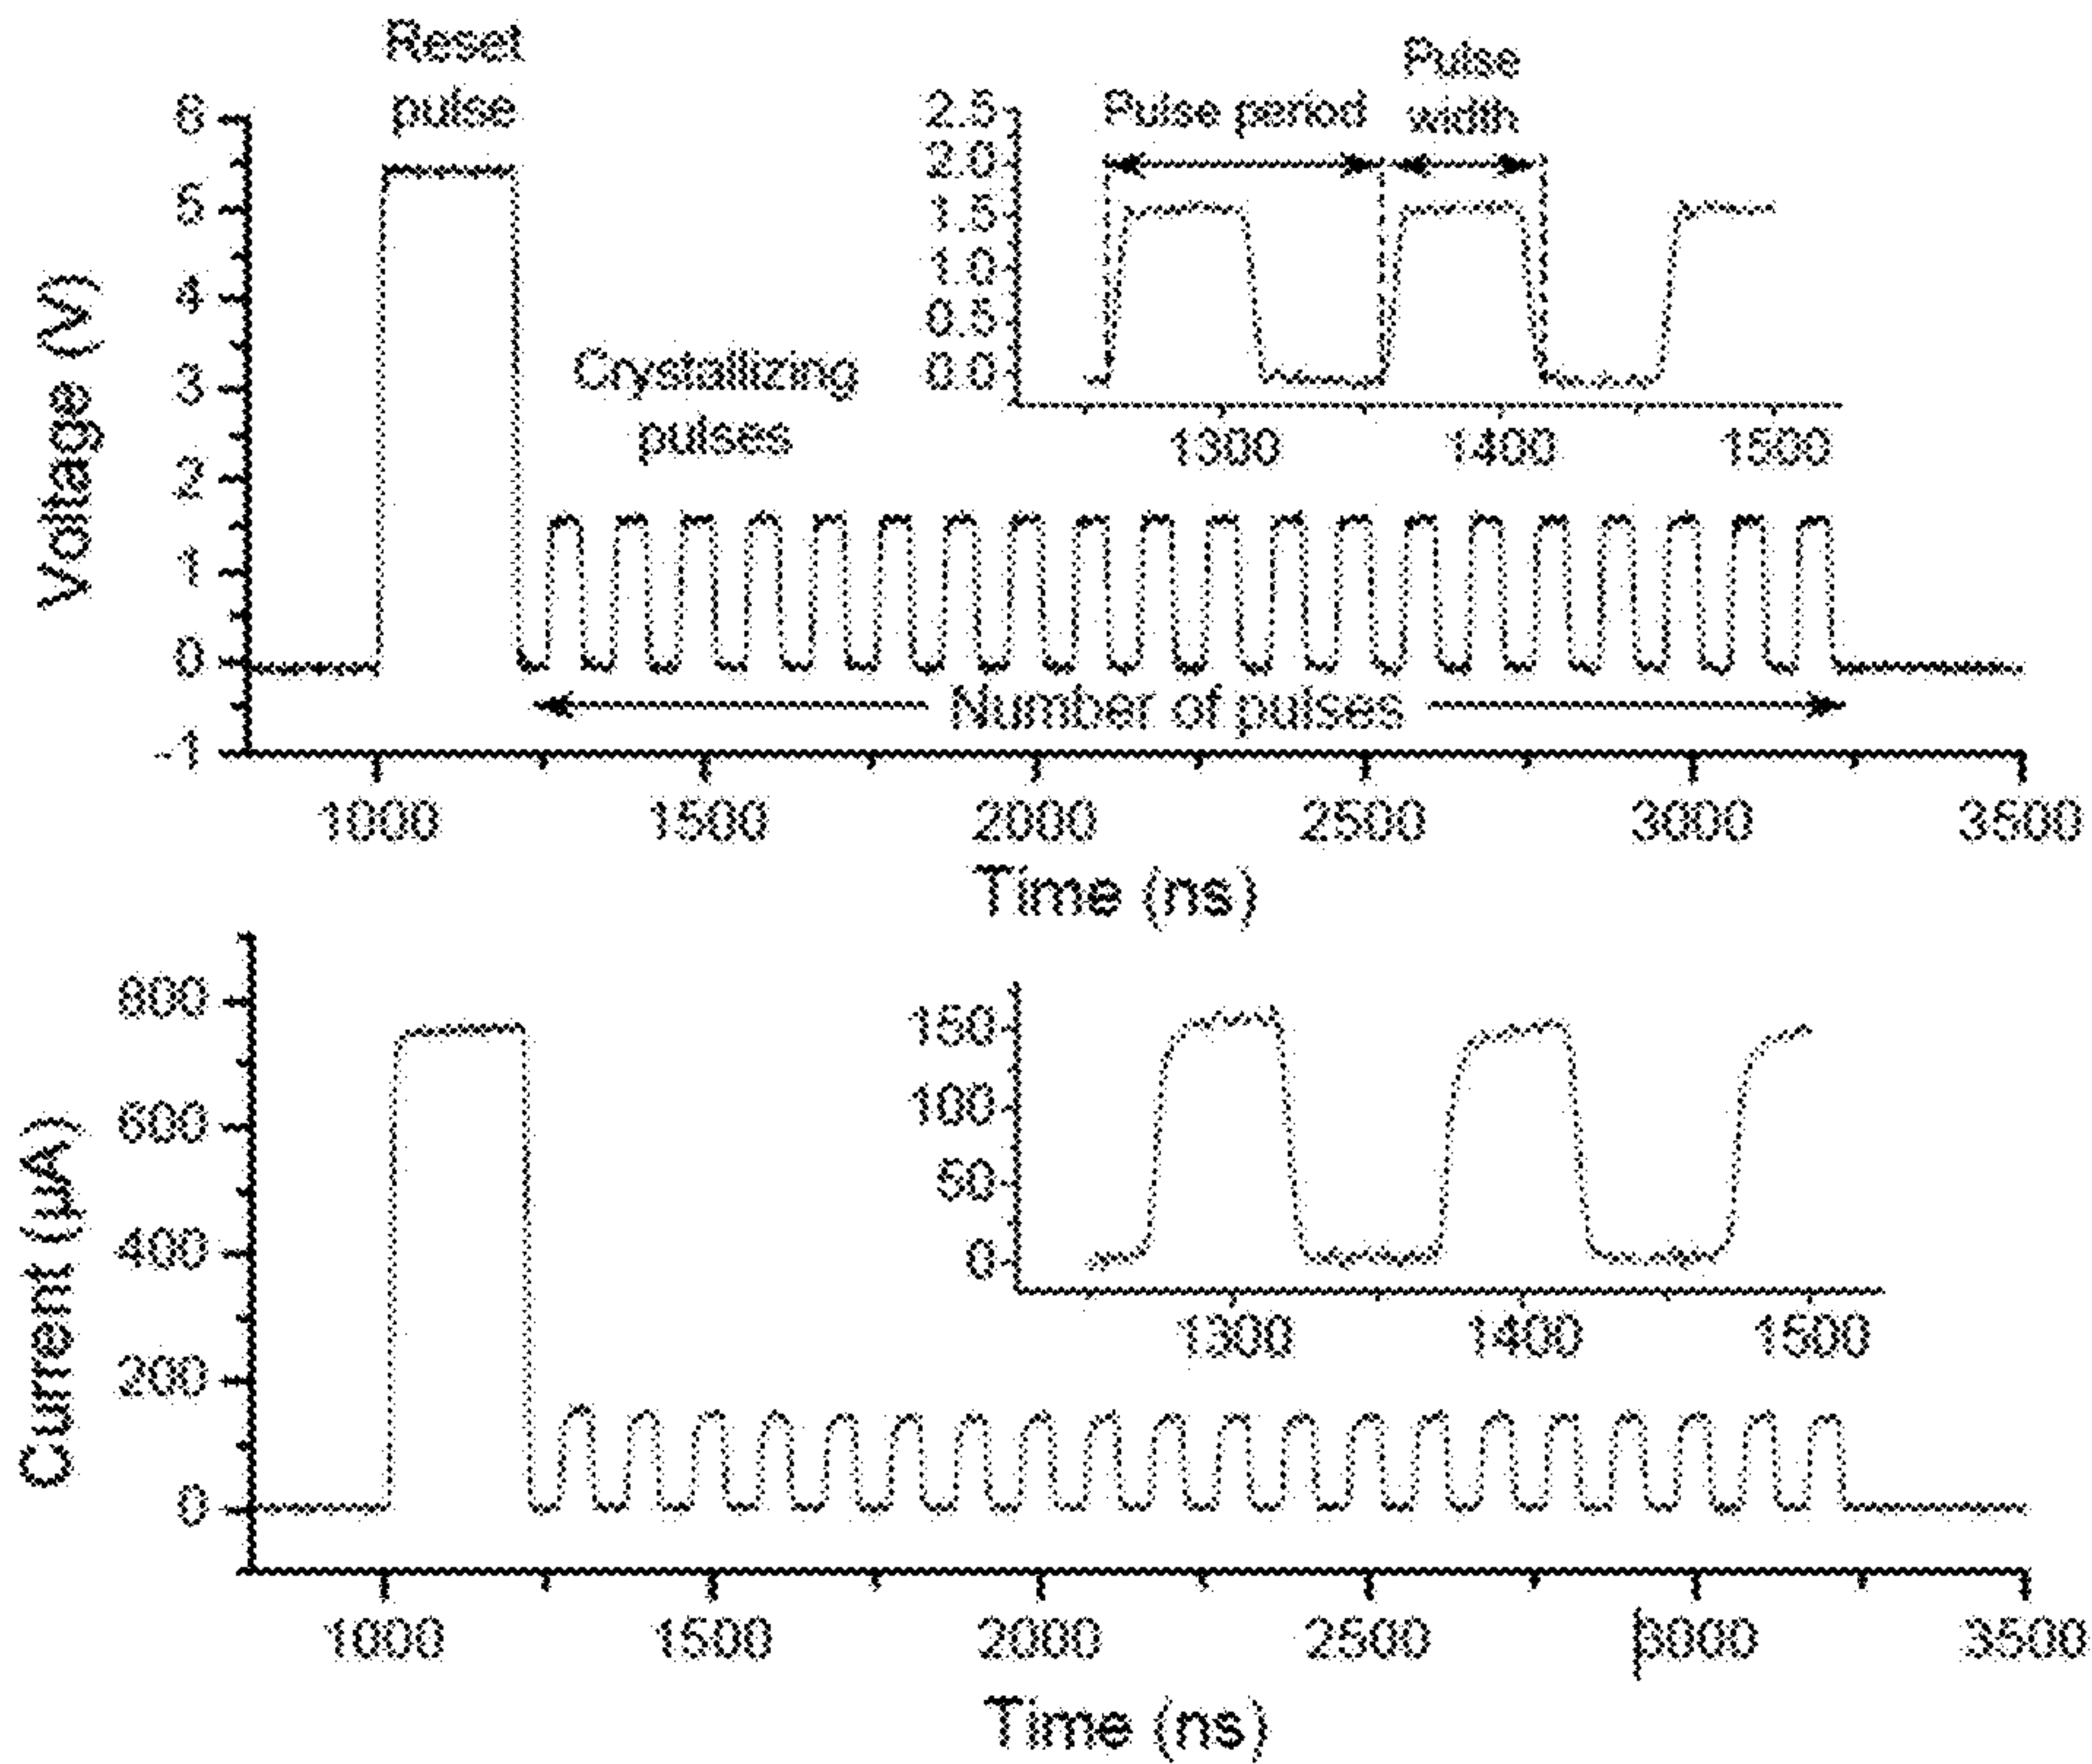 Reset
pulse
Pulse
width
Pulse period
6
5
4
3
2
1
0
-1
Voltage (V)
2.5
2.0
1.5
1.0
0.5
0.0
1300 1400 1500
Crystallizing
pulses
Number of pulses
1000 1500 2000 2500 3000 3500
Time (ns)
800
600
400
200
0
Current (µA)
150
100
50
0
1300 1400 1500
1000 1500 2000 2500 3000 3500
Time (ns)